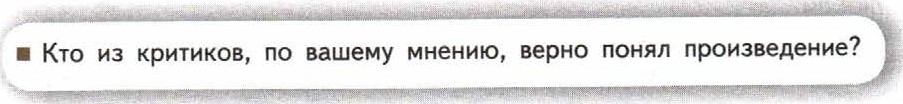 Кто из критиков, по вашему мнению, верно понял произведение?